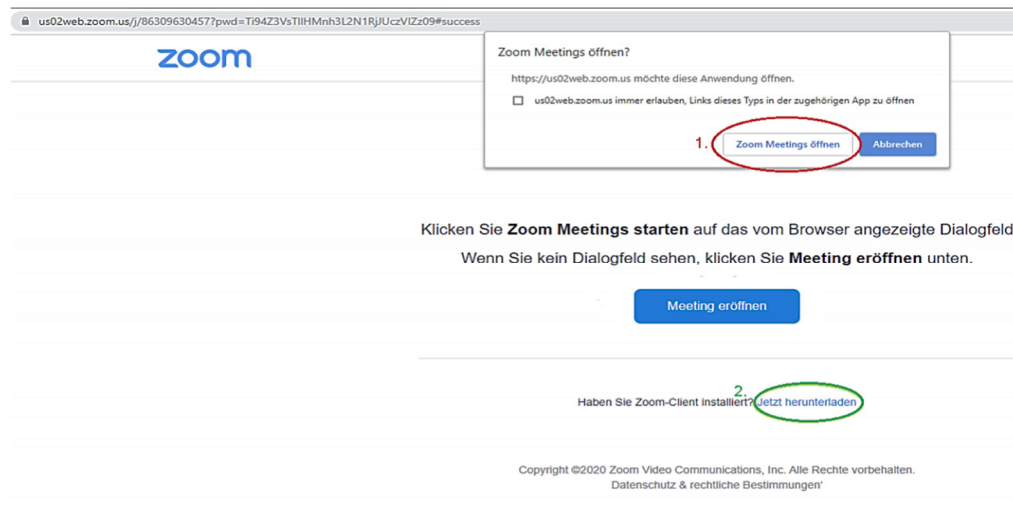 us02web.zoom.us/j/86309630457?pwd=Ti94Z3VsTllHMnh3L2N1RjJUczVlZz09#success
zoom
Zoom Meetings öffnen?
https://us02web.zoom.us möchte diese Anwendung öffnen.
us02web.zoom.us immer erlauben, Links dieses Typs in der zugehörigen App zu öffnen
1. Zoom Meetings öffnen Abbrechen
Klicken Sie Zoom Meetings starten auf das vom Browser angezeigte Dialogfeld
Wenn Sie kein Dialogfeld sehen, klicken Sie Meeting eröffnen unten.
Meeting eröffnen
2.
Haben Sie Zoom-Client installiert? Jetzt herunterladen
Copyright ©2020 Zoom Video Communications, Inc. Alle Rechte vorbehalten.
Datenschutz & rechtliche Bestimmungen'